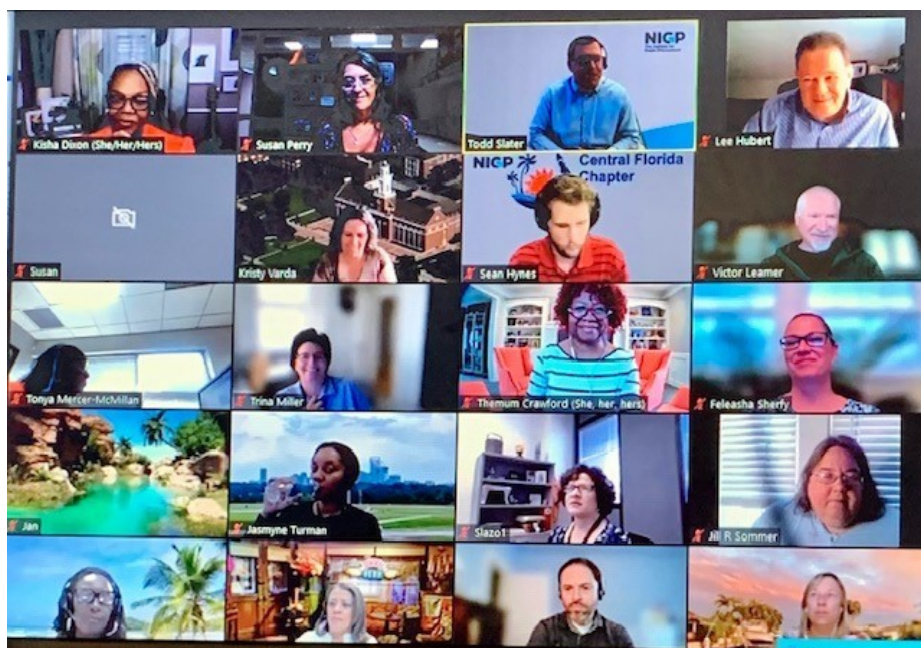 NIGP
Kisha Dixon (She/Her/Hers)
Susan Perry
Todd Slater
Lee Hubert
NIGP
Central Florida
Chapter
Susan
Kristy Varda
Sean Hynes
Victor Leamer
Tonya Mercer-McMillan
Trina Miller
Themum Crawford (She, her, hers)
Feleasha Sherfy
Jan
Jasmyne Turman
Slazo1
Jill R Sommer